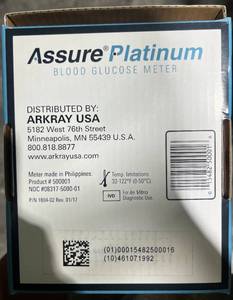 Assure® Platinum
BLOOD GLUCOSE METER
DISTRIBUTED BY:
ARKRAY USA
5182 West 76th Street
Minneapolis, MN 55439 U.S.A.
800.818.8877
www.arkrayusa.com
Meter made in Philippines.
Product # 500001
NDC #08317-5000-01
P/N 1604-02 Rev. 01/17
Temp. limitations
32-122°F (0-50°C)
IVD
For In Vitro
Diagnostic Use.
(01)00015482500016
(10)461071992